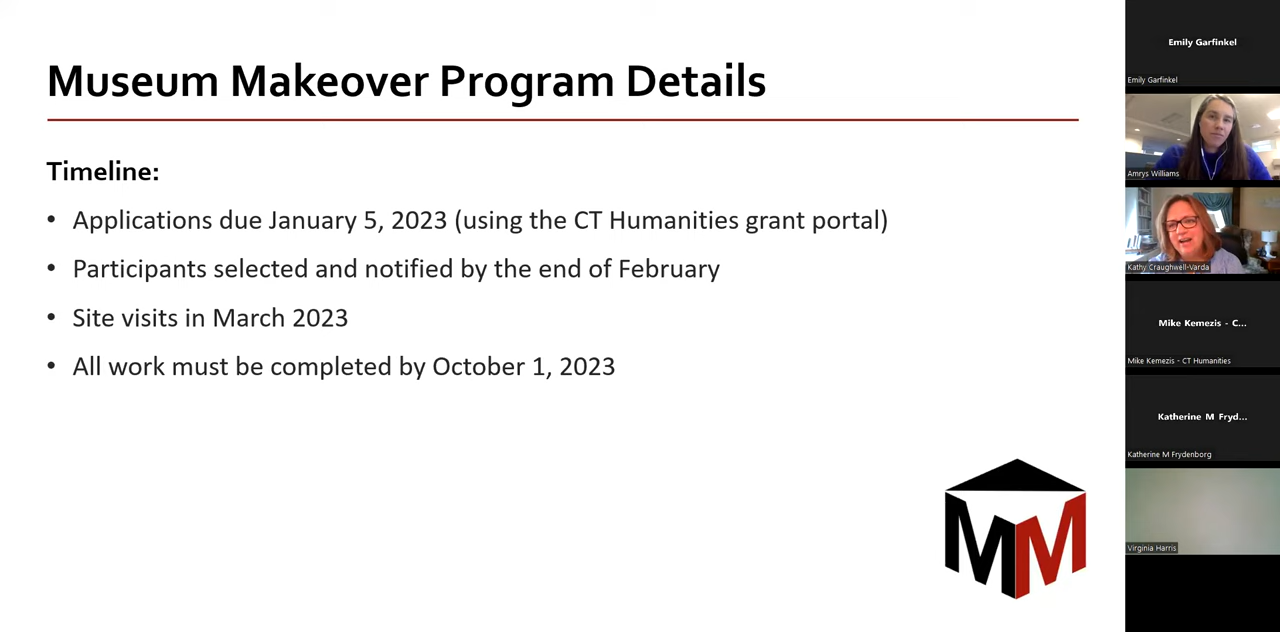 Museum Makeover Program Details
Timeline:
• Applications due January 5, 2023 (using the CT Humanities grant portal)
• Participants selected and notified by the end of February
• Site visits in March 2023
• All work must be completed by October 1, 2023
MM
Emily Garfinkel
Emily Garfinkel
Amrys Williams
Kathy Craughwell-Varda
Mike Kemezis - C...
Mike Kemezis - CT Humanities
Katherine M Fryd...
Katherine M Frydenborg
Virginia Harris